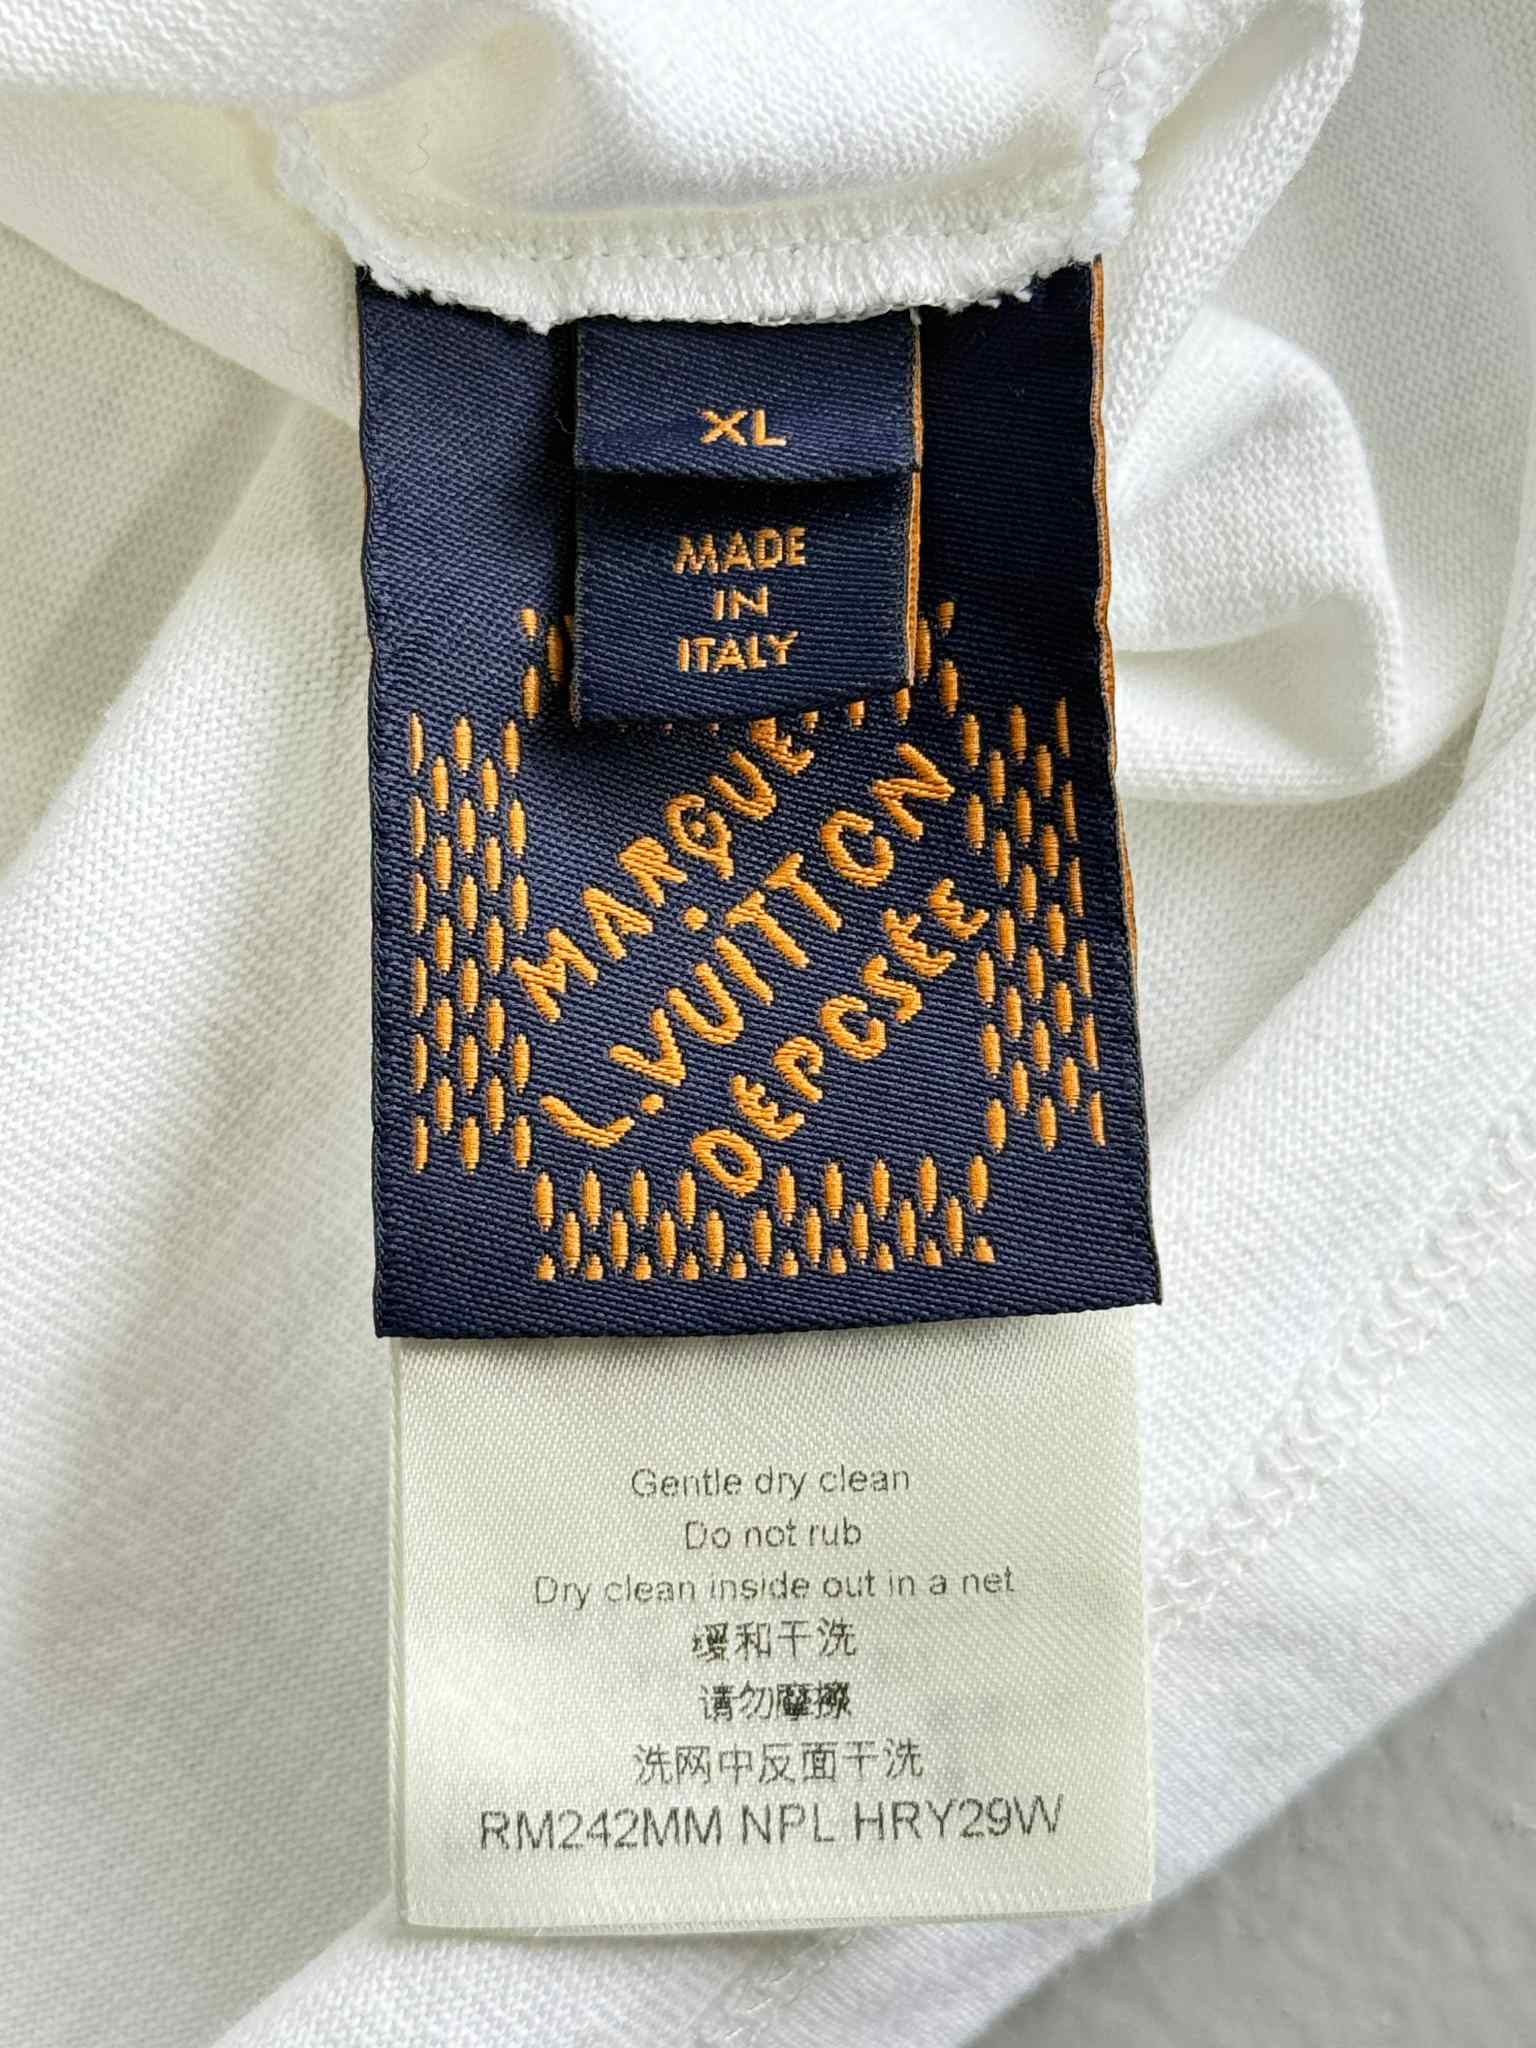 XL
MADE
IN
ITALY
MARQUE
L. VUITTON
DEPOSEE
Gentle dry clean
Do not rub
Dry clean inside out in a net
缓和干洗
请勿摩擦
洗网中反面干洗
RM242MM NPL HRY29W